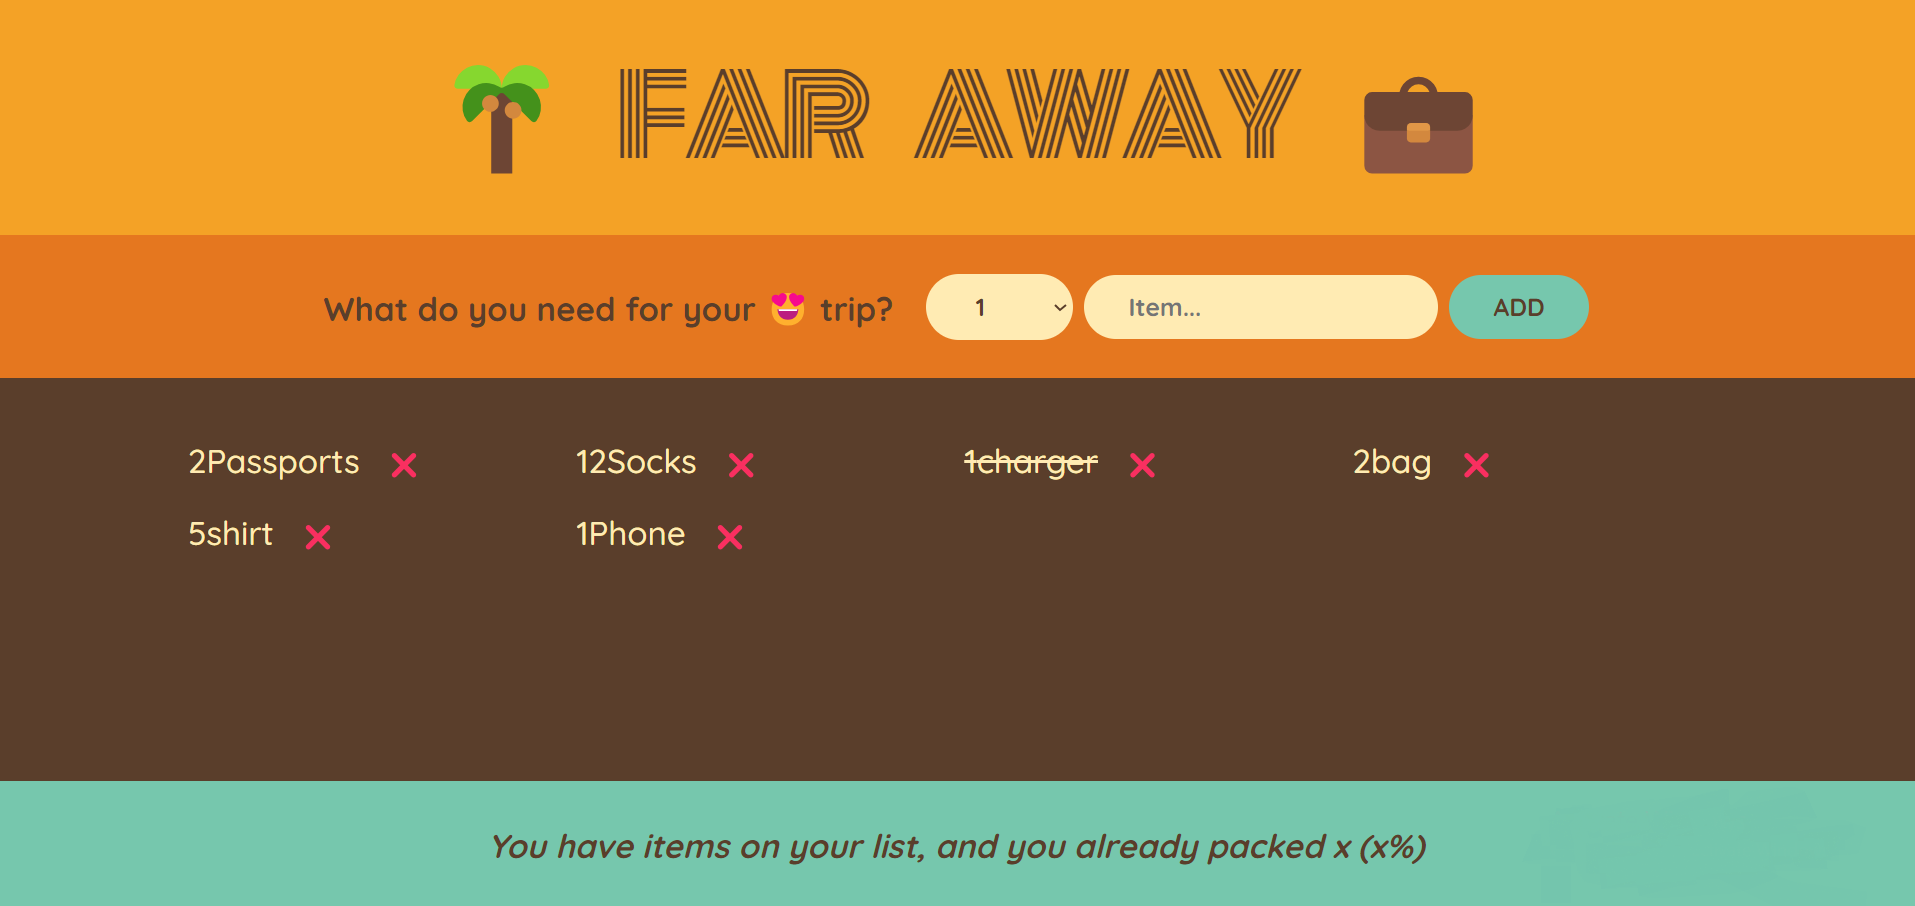 FAR AWAY
What do you need for your 😍 trip? 1 Item... ADD
2Passports ❌ 12Socks ❌ 1charger ❌ 2bag ❌
5shirt ❌ 1Phone ❌
You have items on your list, and you already packed x (x%)